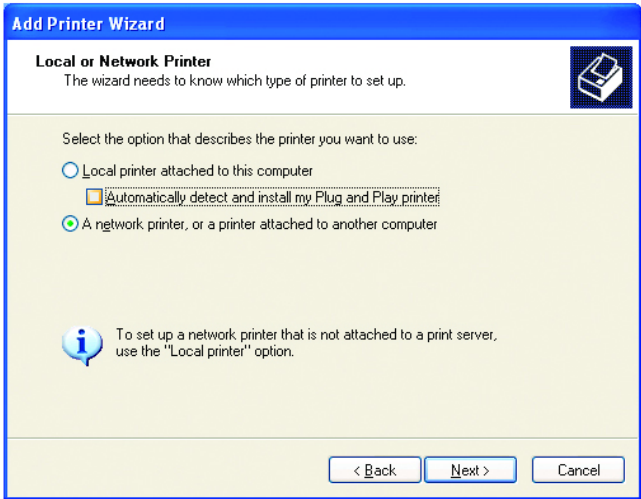 Add Printer Wizard
Local or Network Printer
The wizard needs to know which type of printer to set up.
Select the option that describes the printer you want to use:
Local printer attached to this computer
Automatically detect and install my Plug and Play printer
A network printer, or a printer attached to another computer
To set up a network printer that is not attached to a print server,
use the "Local printer" option.
< Back Next > Cancel